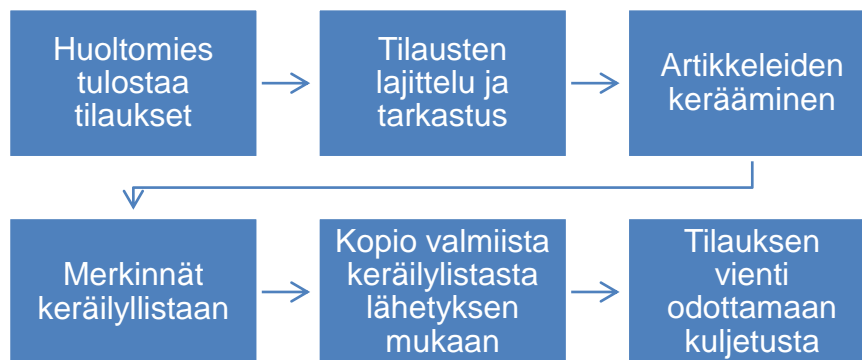 Huoltomies
tulostaa
tilaukset
Tilausten
lajittelu ja
tarkastus
Artikkeleiden
kerääminen
Merkinnät
keräilyllistaan
Kopio valmiista
keräilylistasta
lähetyksen
mukaan
Tilauksen
vienti
odottamaan
kuljetusta